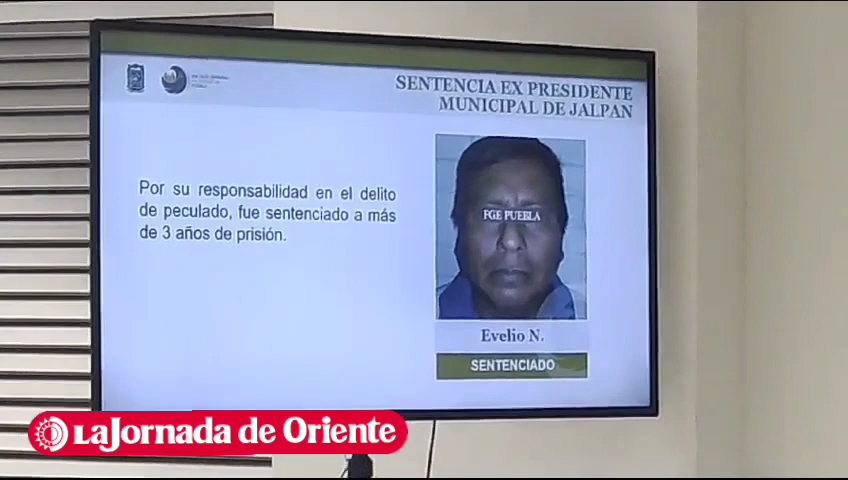 SENTENCIA EX PRESIDENTE
MUNICIPAL DE JALPAN
Por su responsabilidad en el delito
de peculado, fue sentenciado a más
de 3 años de prisión.
FGE PUEBLA
Evelio N.
SENTENCIADO
LaJornada de Oriente